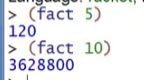 > (fact 5)
120
> (fact 10)
3628800